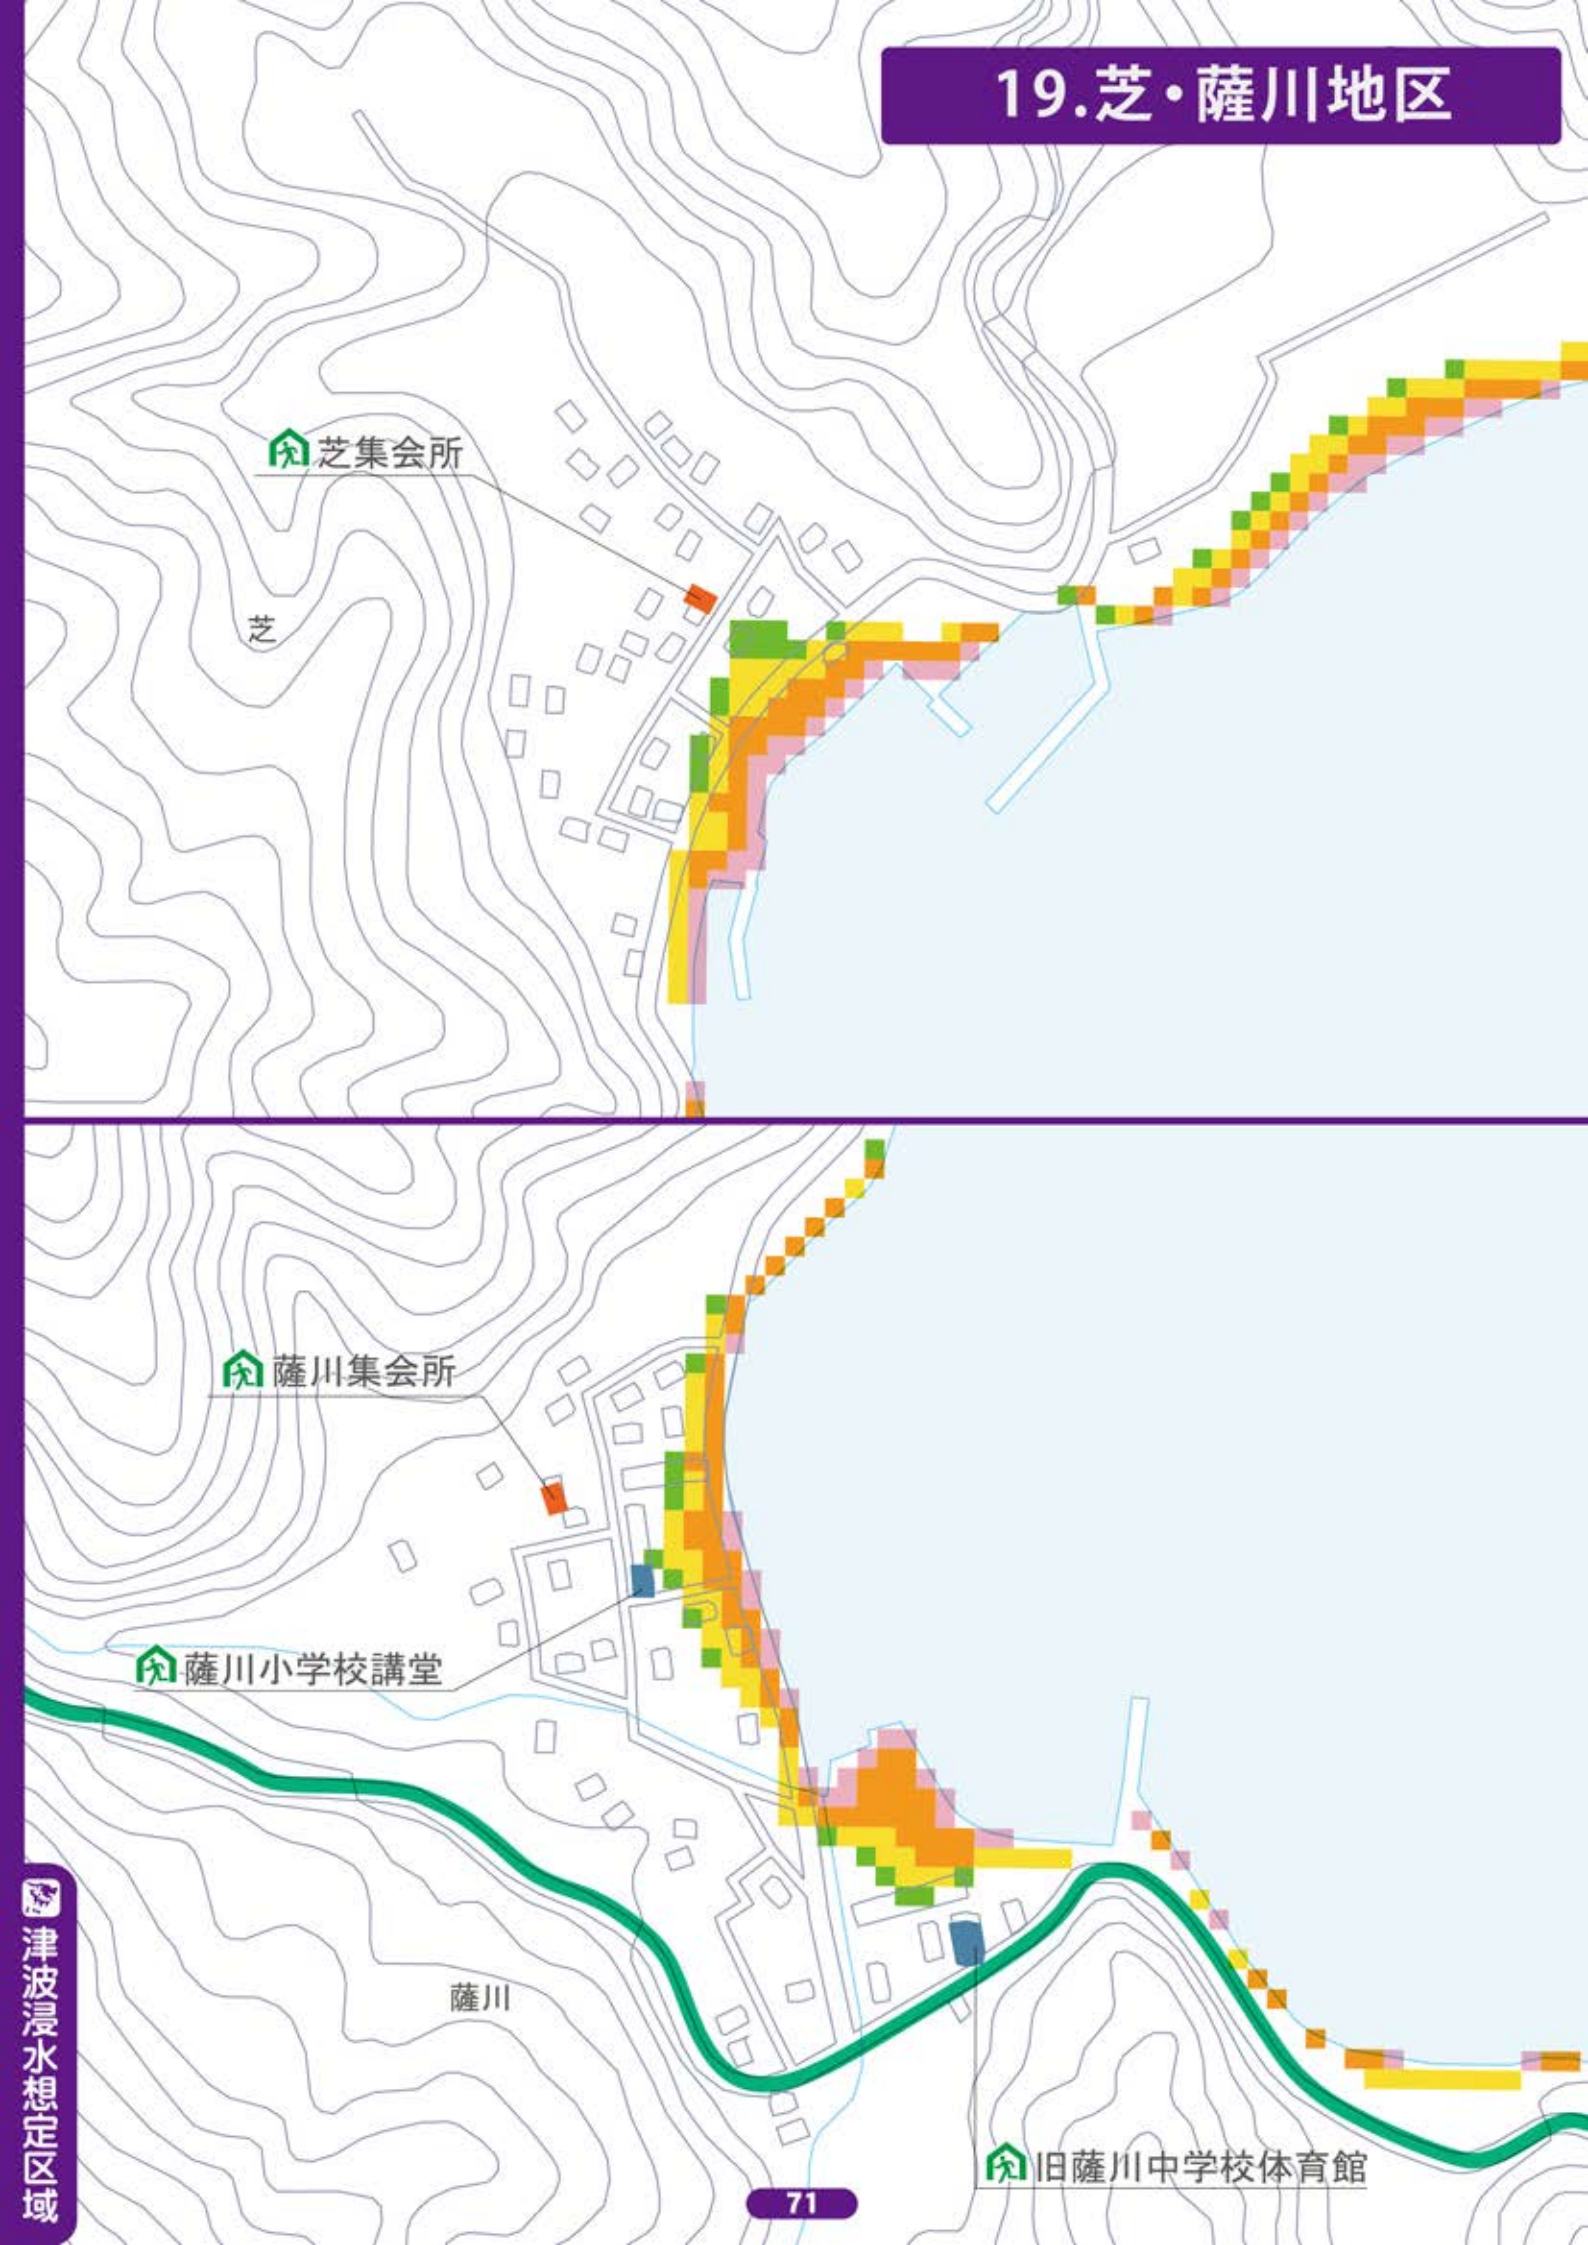 19.芝・薩川地区
芝集会所
芝
薩川集会所
薩川小学校講堂
薩川
旧薩川中学校体育館
津波浸水想定区域
71